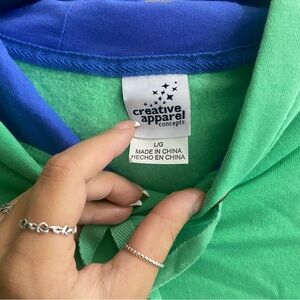 creative
apparel
concepts
L/G
MADE IN CHINA
HECHO EN CHINA